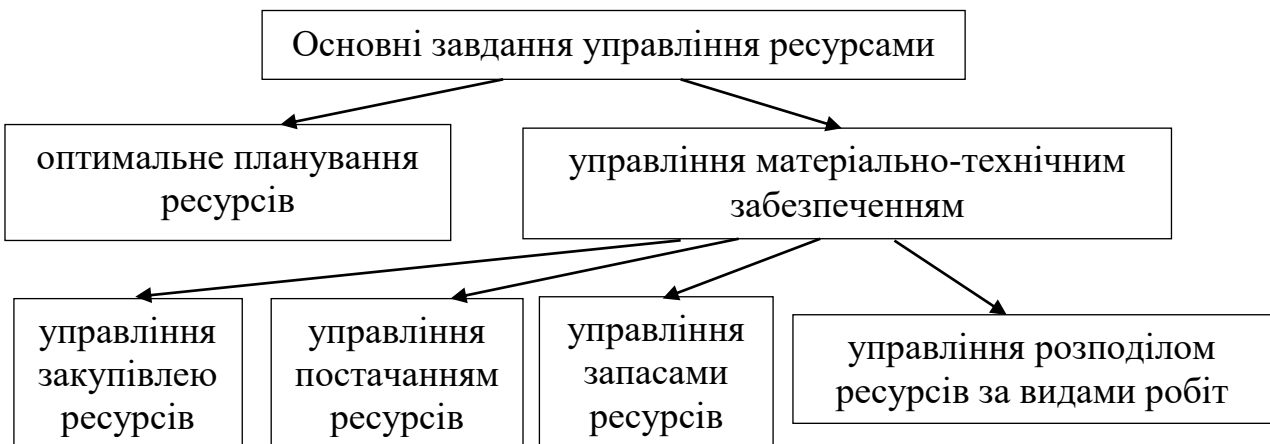 Основні завдання управління ресурсами
оптимальне планування
ресурсів
управління матеріально-технічним
забезпеченням
управління
закупівлею
ресурсів
управління
постачанням
ресурсів
управління
запасами
ресурсів
управління розподілом
ресурсів за видами робіт